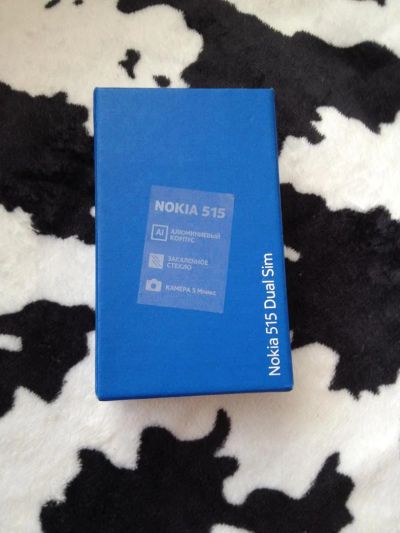 NOKIA 515
Al
АЛЮМИНИЕВЫЙ
КОРПУС
ЗАКАЛЕННОЕ
СТЕКЛО
КАМЕРА 5 Мпикс
Nokia 515 Dual Sim